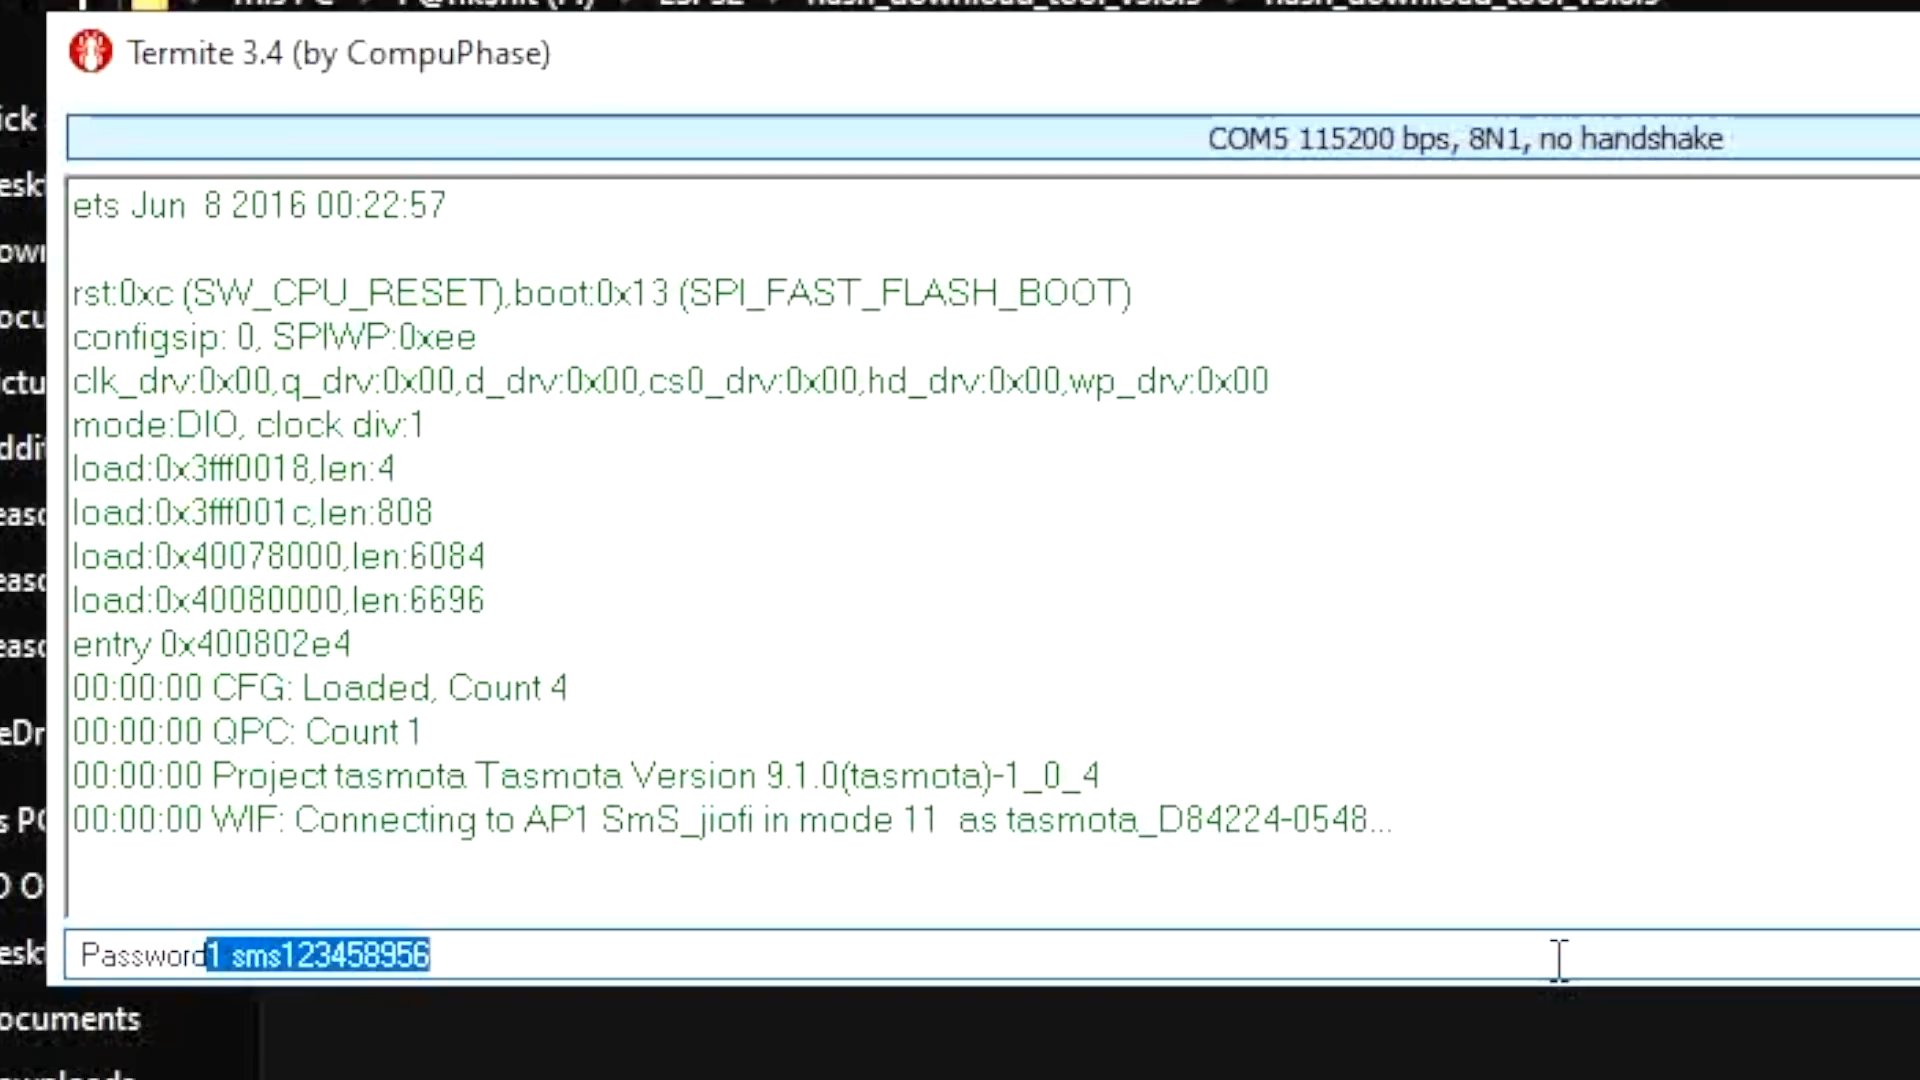 Termite 3.4 (by CompuPhase)
COM5 115200 bps, 8N1, no handshake
ets Jun  8 2016 00:22:57
rst:0xc (SW_CPU_RESET),boot:0x13 (SPI_FAST_FLASH_BOOT)
configsip: 0, SPIWP:0xee
clk_drv:0x00,q_drv:0x00,d_drv:0x00,cs0_drv:0x00,hd_drv:0x00,wp_drv:0x00
mode:DIO, clock div:1
load:0x3fff0018,len:4
load:0x3fff001c,len:808
load:0x40078000,len:6084
load:0x40080000,len:6696
entry 0x400802e4
00:00:00 CFG: Loaded, Count 4
00:00:00 QPC: Count 1
00:00:00 Project tasmota Tasmota Version 9.1.0(tasmota)-1_0_4
00:00:00 WIF: Connecting to AP1 SmS_jiofi in mode 11  as tasmota_D84224-0548...
Password1 sms123458956
ocuments